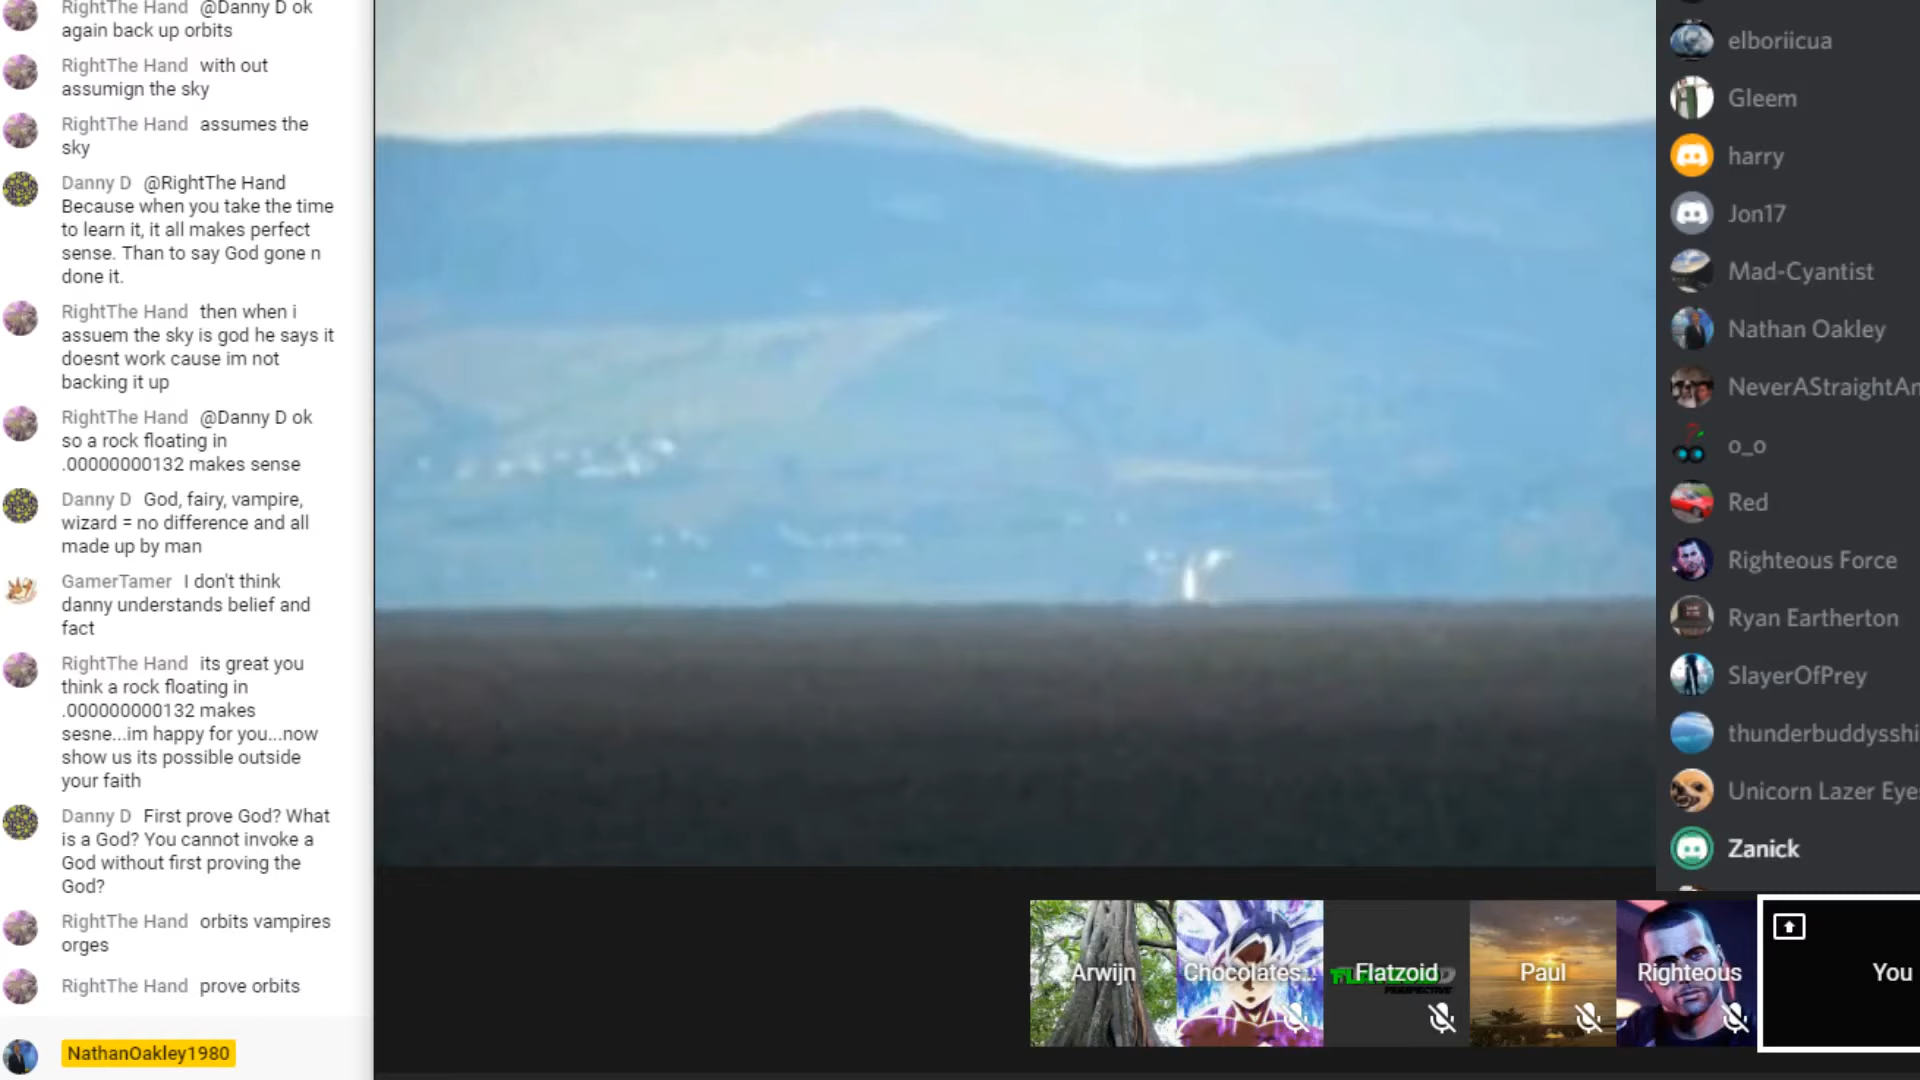 RightThe Hand @Danny D ok
again back up orbits
RightThe Hand with out
assumign the sky
RightThe Hand assumes the
sky
Danny D @RightThe Hand
Because when you take the time
to learn it, it all makes perfect
sense. Than to say God gone n
done it.
RightThe Hand then when i
assuem the sky is god he says it
doesnt work cause im not
backing it up
RightThe Hand @Danny D ok
so a rock floating in
.00000000132 makes sense
Danny D God, fairy, vampire,
wizard = no difference and all
made up by man
GamerTamer I don't think
danny understands belief and
fact
RightThe Hand its great you
think a rock floating in
.000000000132 makes
sesne...im happy for you...now
show us its possible outside
your faith
Danny D First prove God? What
is a God? You cannot invoke a
God without first proving the
God?
RightThe Hand orbits vampires
orges
RightThe Hand prove orbits
NathanOakley1980
elboriicua
Gleem
harry
Jon17
Mad-Cyantist
Nathan Oakley
NeverAStraightAn
o_o
Red
Righteous Force
Ryan Eartherton
SlayerOfPrey
thunderbuddysshi
Unicorn Lazer Eye
Zanick
Arwijn
Chocolates...
Flatzoid
PERSPECTIVE
Paul
Righteous
You